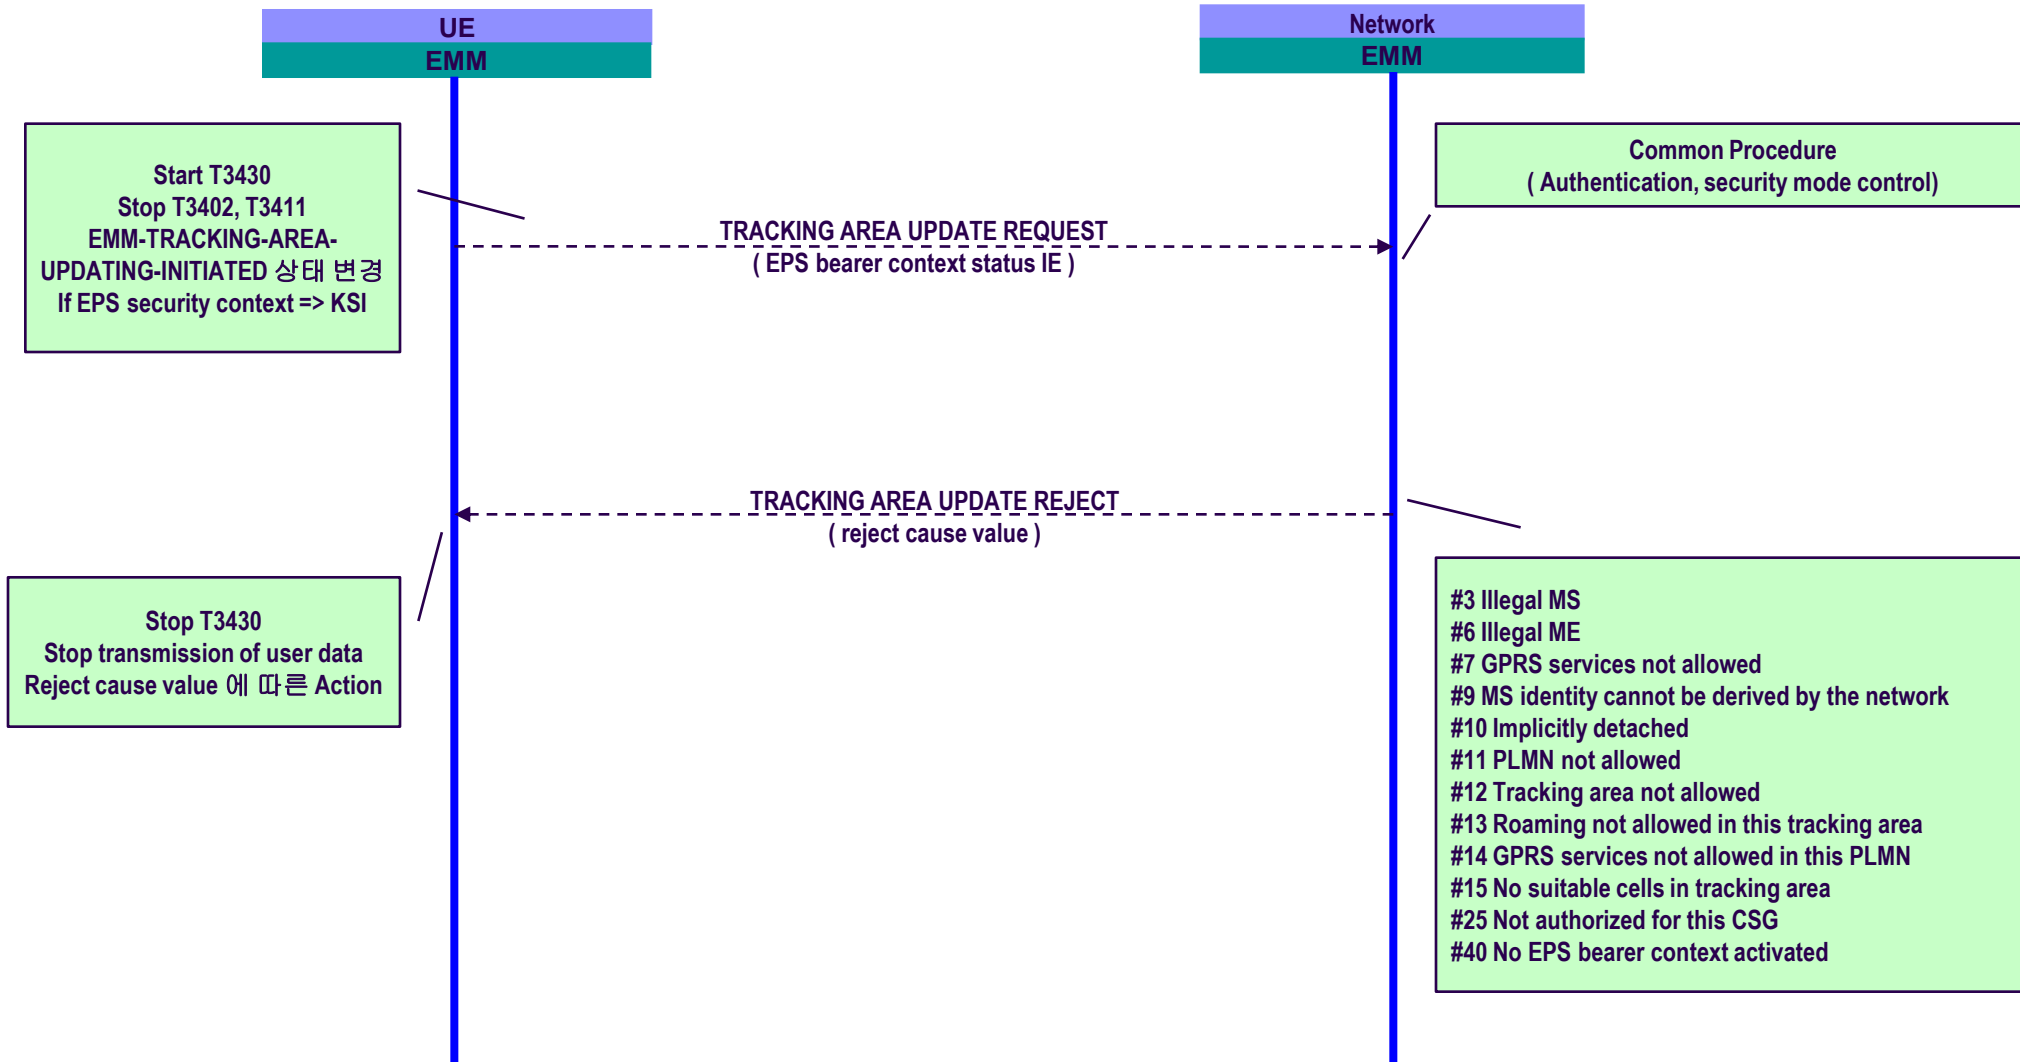 UE
EMM
Network
EMM
Start T3430
Stop T3402, T3411
EMM-TRACKING-AREA-
UPDATING-INITIATED 상태 변경
If EPS security context => KSI
Common Procedure
( Authentication, security mode control)
TRACKING AREA UPDATE REQUEST
( EPS bearer context status IE )
TRACKING AREA UPDATE REJECT
( reject cause value )
Stop T3430
Stop transmission of user data
Reject cause value 에 따른 Action
#3 Illegal MS
#6 Illegal ME
#7 GPRS services not allowed
#9 MS identity cannot be derived by the network
#10 Implicitly detached
#11 PLMN not allowed
#12 Tracking area not allowed
#13 Roaming not allowed in this tracking area
#14 GPRS services not allowed in this PLMN
#15 No suitable cells in tracking area
#25 Not authorized for this CSG
#40 No EPS bearer context activated